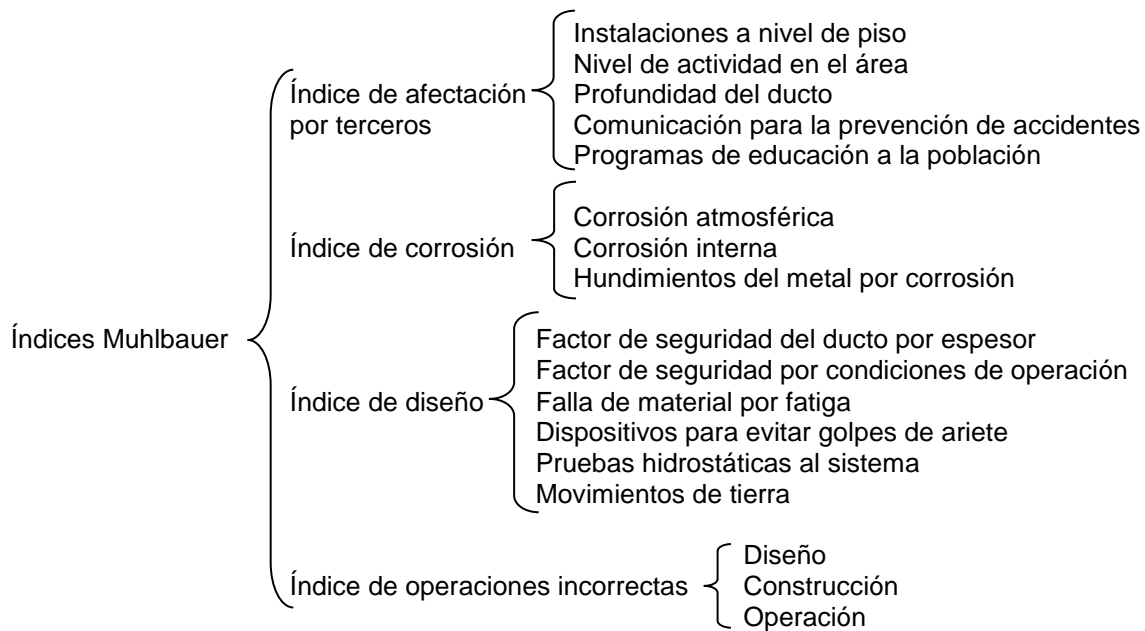 Índices Muhlbauer
Índice de afectación
por terceros
Instalaciones a nivel de piso
Nivel de actividad en el área
Profundidad del ducto
Comunicación para la prevención de accidentes
Programas de educación a la población
Índice de corrosión
Corrosión atmosférica
Corrosión interna
Hundimientos del metal por corrosión
Índice de diseño
Factor de seguridad del ducto por espesor
Factor de seguridad por condiciones de operación
Falla de material por fatiga
Dispositivos para evitar golpes de ariete
Pruebas hidrostáticas al sistema
Movimientos de tierra
Índice de operaciones incorrectas
Diseño
Construcción
Operación